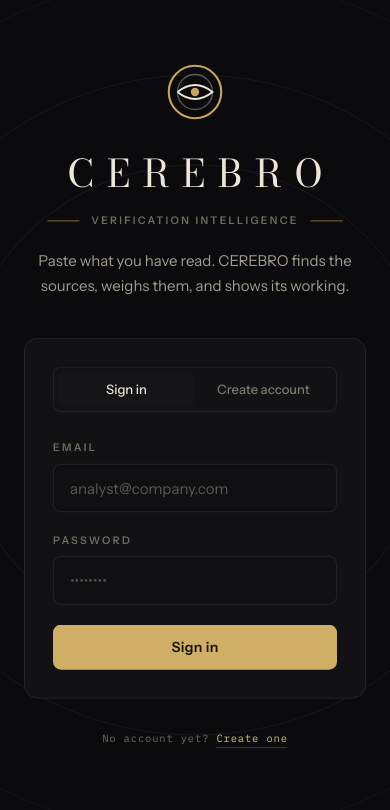 CEREBRO
VERIFICATION INTELLIGENCE
Paste what you have read. CEREBRO finds the
sources, weighs them, and shows its working.
Sign in
Create account
EMAIL
analyst@company.com
PASSWORD
••••••••
Sign in
No account yet? Create one